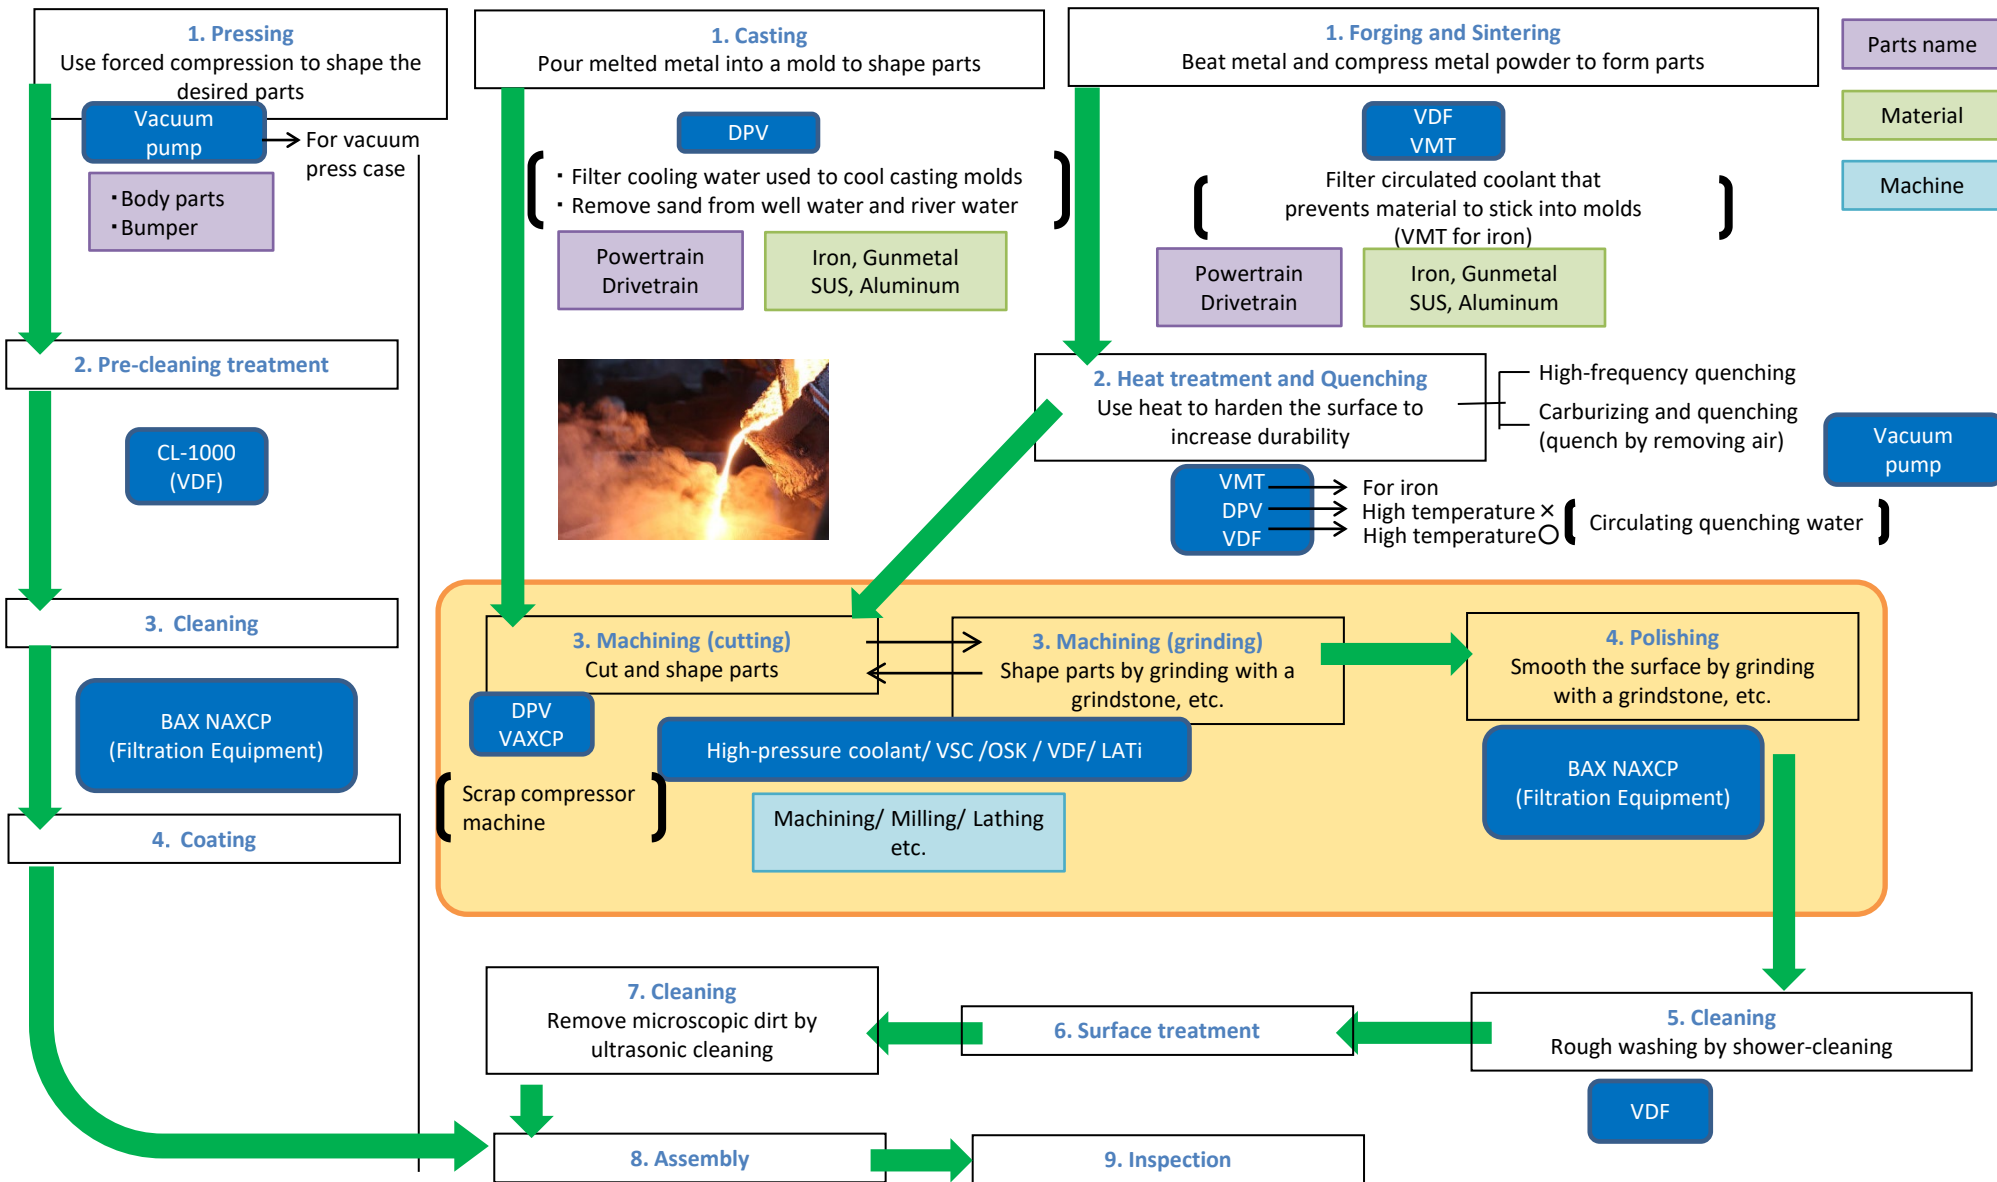 1. Pressing
Use forced compression to shape the
desired parts
Vacuum
pump
For vacuum
press case
・Body parts
・Bumper
2. Pre-cleaning treatment
CL-1000
(VDF)
3. Cleaning
BAX NAXCP
(Filtration Equipment)
4. Coating
1. Casting
Pour melted metal into a mold to shape parts
DPV
・Filter cooling water used to cool casting molds
・Remove sand from well water and river water
Powertrain
Drivetrain
Iron, Gunmetal
SUS, Aluminum
1. Forging and Sintering
Beat metal and compress metal powder to form parts
VDF
VMT
Filter circulated coolant that
prevents material to stick into molds
(VMT for iron)
Powertrain
Drivetrain
Iron, Gunmetal
SUS, Aluminum
Parts name
Material
Machine
2. Heat treatment and Quenching
Use heat to harden the surface to
increase durability
High-frequency quenching
Carburizing and quenching
(quench by removing air)
Vacuum
pump
VMT
DPV
VDF
For iron
High temperature ×
High temperature ○
Circulating quenching water
3. Machining (cutting)
Cut and shape parts
DPV
VAXCP
Scrap compressor
machine
3. Machining (grinding)
Shape parts by grinding with a
grindstone, etc.
High-pressure coolant/ VSC /OSK / VDF/ LATi
Machining/ Milling/ Lathing
etc.
4. Polishing
Smooth the surface by grinding
with a grindstone, etc.
BAX NAXCP
(Filtration Equipment)
5. Cleaning
Rough washing by shower-cleaning
VDF
6. Surface treatment
7. Cleaning
Remove microscopic dirt by
ultrasonic cleaning
8. Assembly
9. Inspection